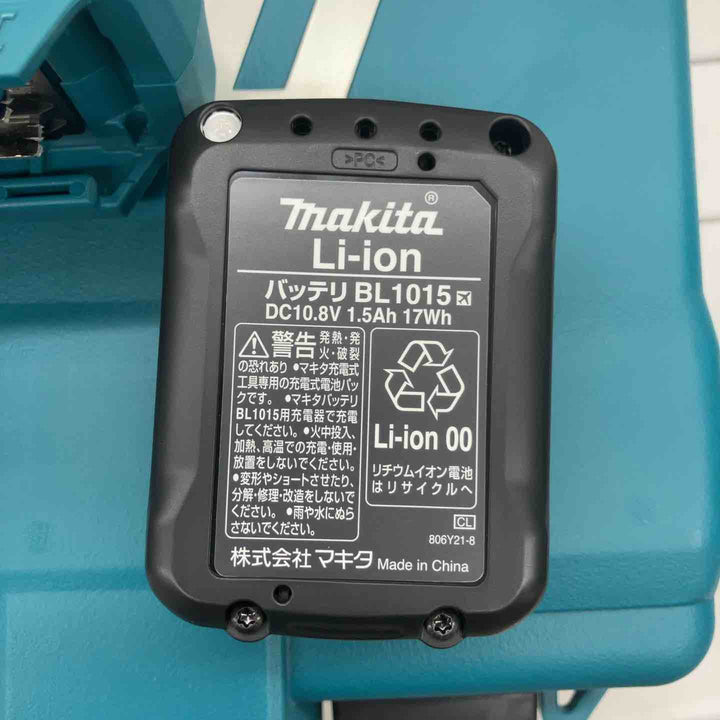 >PC<
makita®
Li-ion
バッテリ BL1015
DC10.8V 1.5Ah 17Wh
警告 発熱・発
火・破裂
の恐れあり ●マキタ充電式
工具専用の充電式電池パッ
クです。 ●マキタバッテリ
BL1015用充電器で充電
してください。●火中投入、
加熱、高温での充電・使用・
放置をしないでください。
●変形やショートさせたり、
分解・修理・改造をしないで
ください。 ●雨や水にぬら
さないでください。
Li-ion 00
リチウムイオン電池
はリサイクルへ
CL
806Y21-8
株式会社 マキタ Made in China